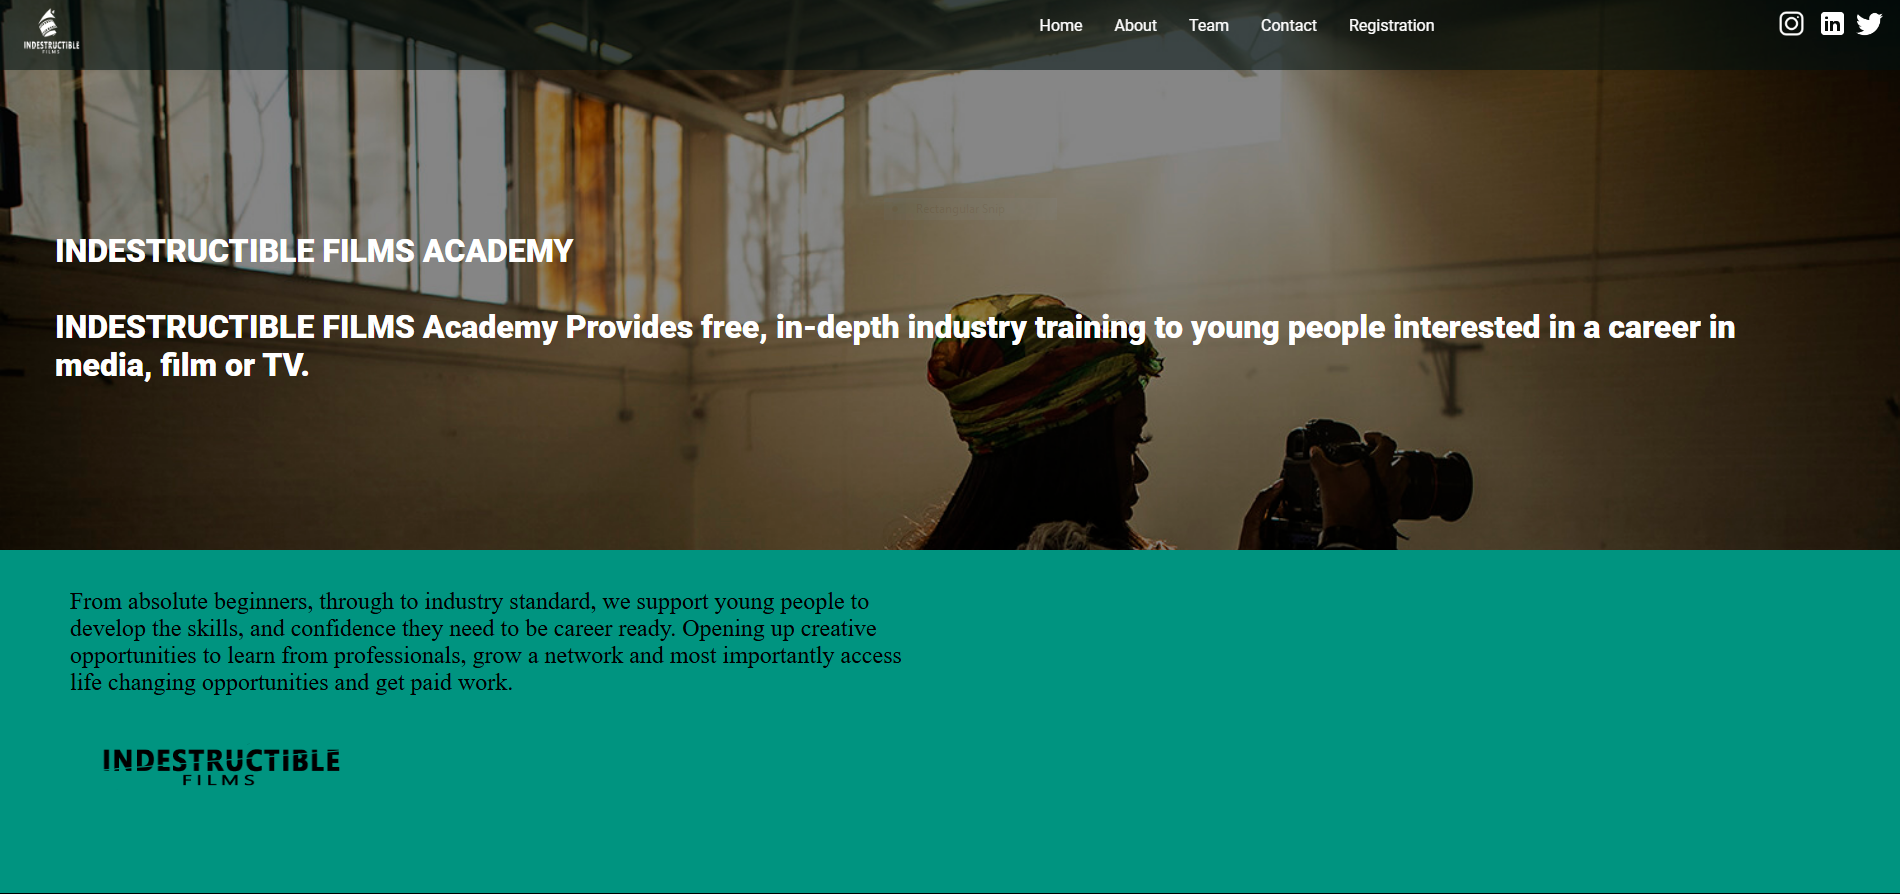 INDESTRUCTIBLE
FILMS
Home About Team Contact Registration
in
Rectangular Snip
INDESTRUCTIBLE FILMS ACADEMY
INDESTRUCTIBLE FILMS Academy Provides free, in-depth industry training to young people interested in a career in
media, film or TV.
From absolute beginners, through to industry standard, we support young people to
develop the skills, and confidence they need to be career ready. Opening up creative
opportunities to learn from professionals, grow a network and most importantly access
life changing opportunities and get paid work.
INDESTRUCTIBLE
FILMS